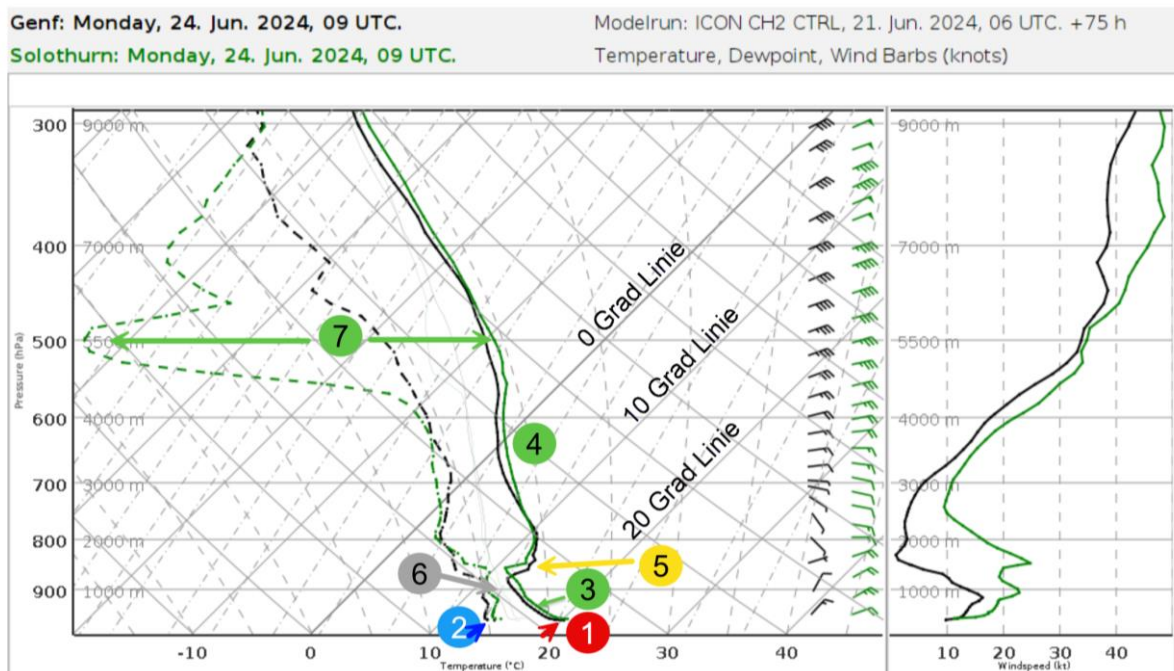 Genf: Monday, 24. Jun. 2024, 09 UTC.
Modelrun: ICON CH2 CTRL, 21. Jun. 2024, 06 UTC. +75 h
Solothurn: Monday, 24. Jun. 2024, 09 UTC.
Temperature, Dewpoint, Wind Barbs (knots)
300
9000 m
9000 m
400
7000 m
7000 m
0 Grad Linie
500
5500 m
7
5500 m
10 Grad Linie
600
4000 m
4000 m
4
20 Grad Linie
700
3000 m
3000 m
800
2000 m
2000 m
5
6
900
1000 m
3
1000 m
2
1
Pressure (hPa)
-10
0
10
20
30
40
Temperature (°C)
10
20
30
40
Windspeed (kt)